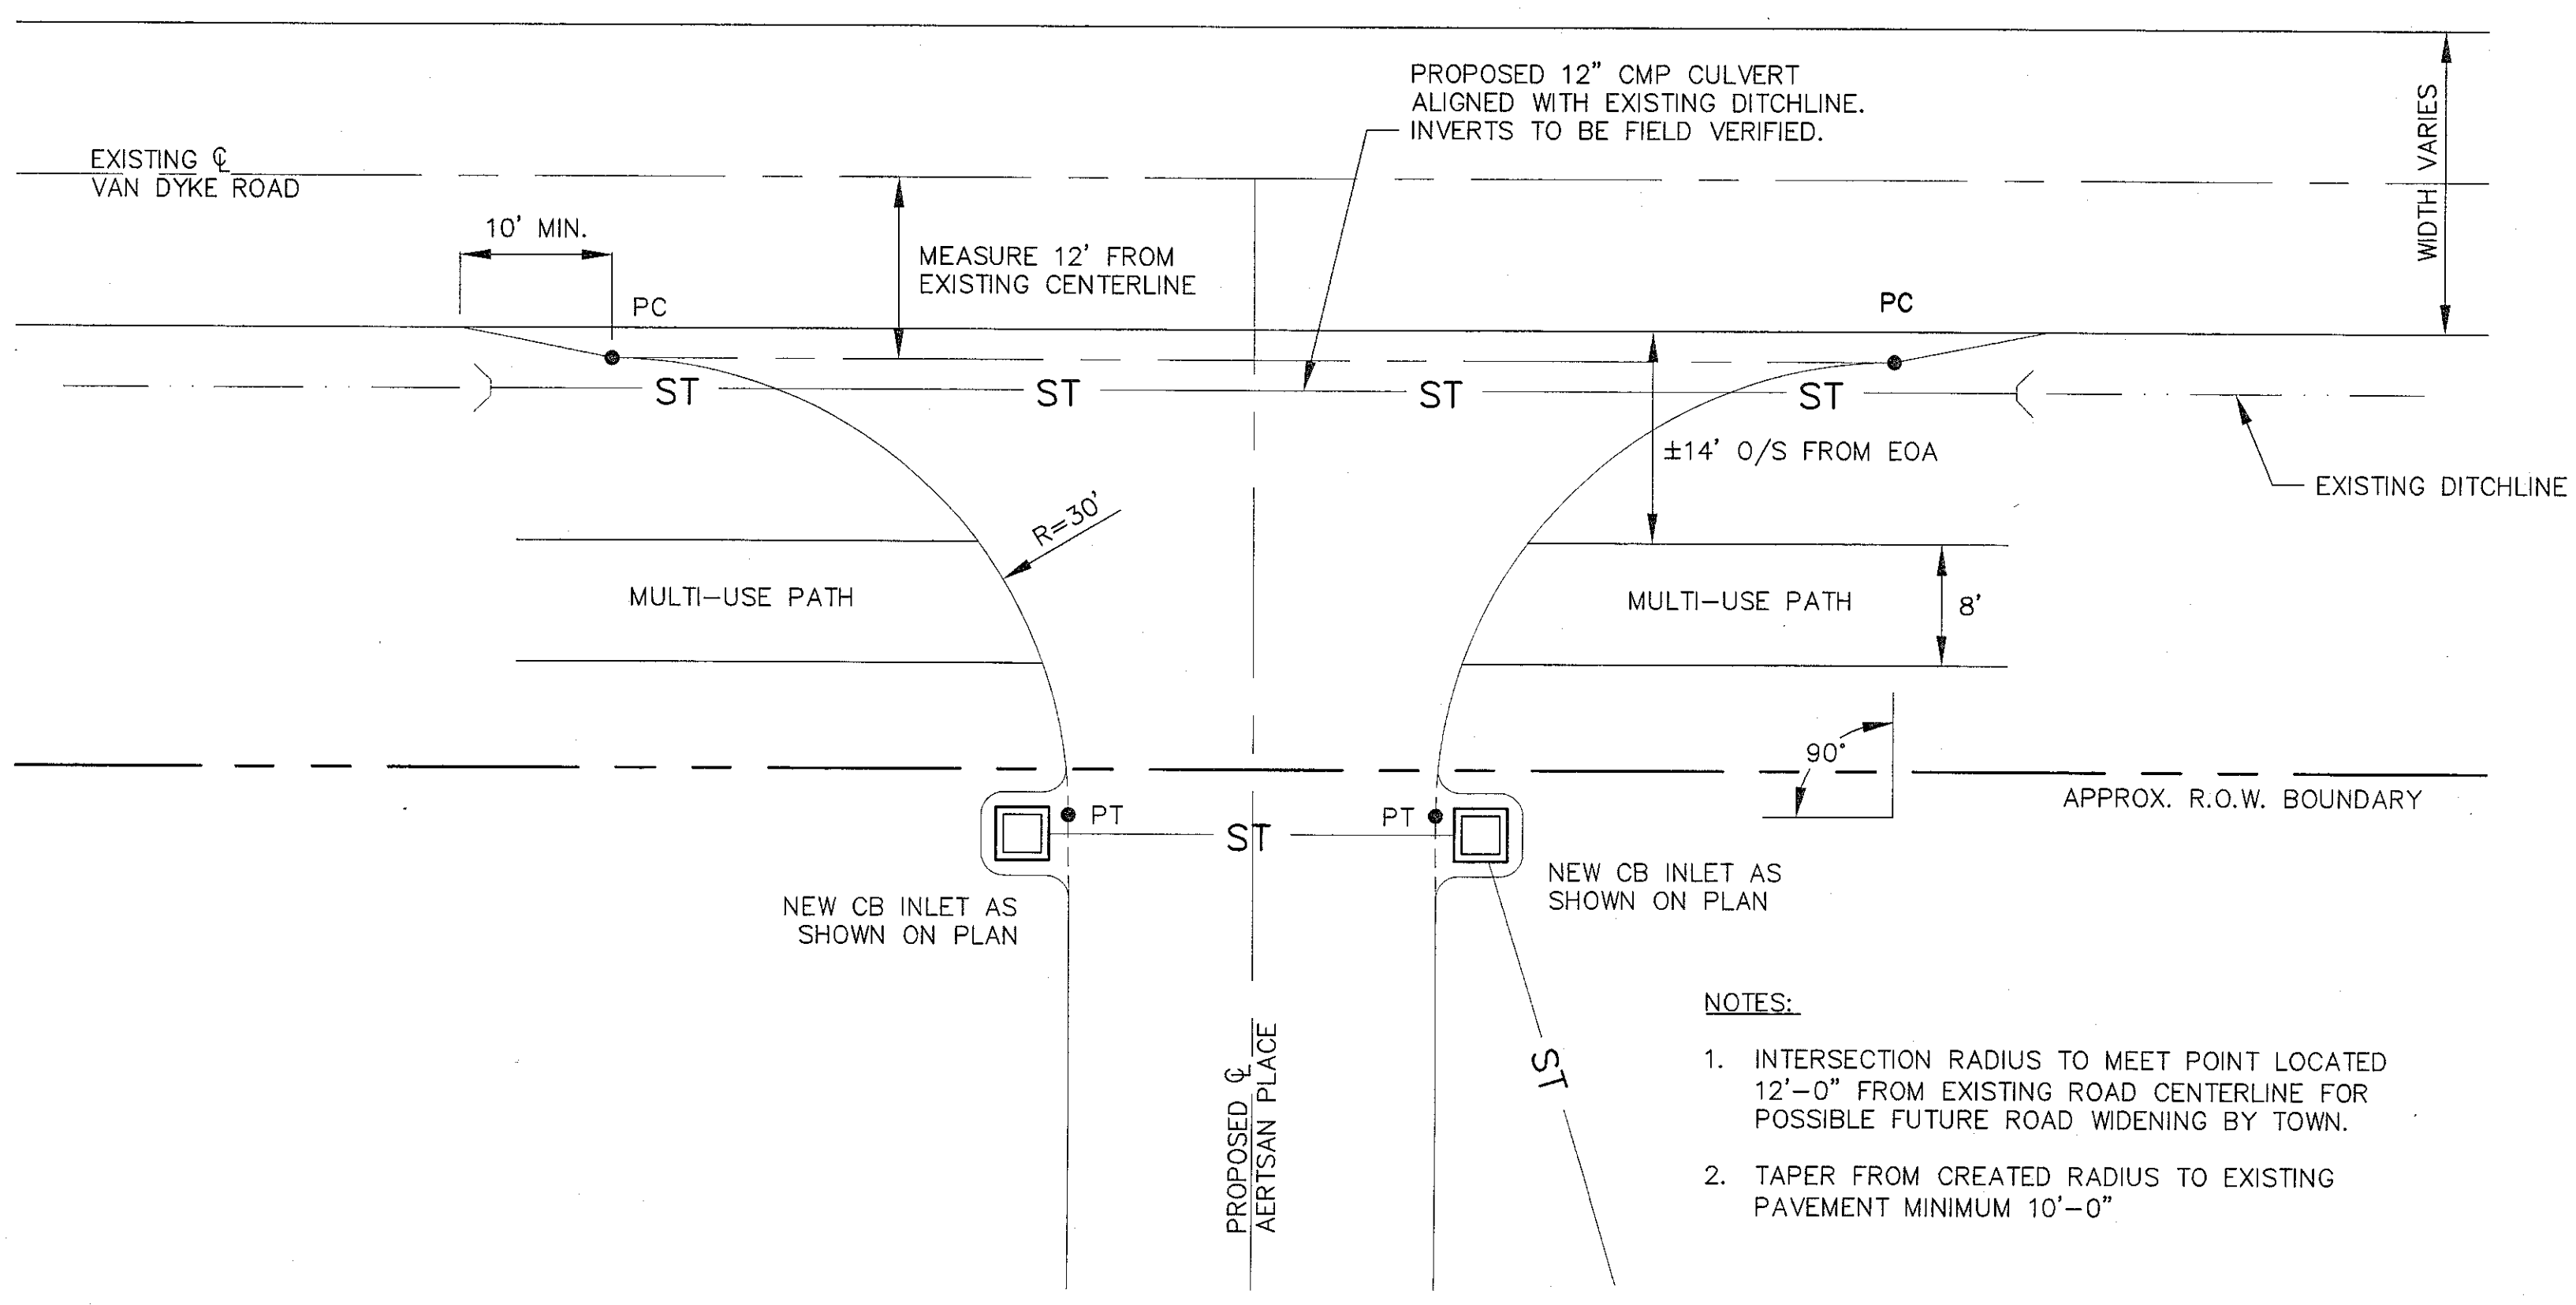 PROPOSED 12" CMP CULVERT
ALIGNED WITH EXISTING DITCHLINE.
INVERTS TO BE FIELD VERIFIED.
WIDTH VARIES
EXISTING ℄
VAN DYKE ROAD
10' MIN.
MEASURE 12' FROM
EXISTING CENTERLINE
PC
PC
ST
ST
ST
ST
±14' O/S FROM EOA
EXISTING DITCHLINE
R=30'
MULTI-USE PATH
MULTI-USE PATH
8'
90°
APPROX. R.O.W. BOUNDARY
PT
PT
ST
NEW CB INLET AS
SHOWN ON PLAN
NEW CB INLET AS
SHOWN ON PLAN
PROPOSED ℄
AERTSAN PLACE
ST
NOTES:
1. INTERSECTION RADIUS TO MEET POINT LOCATED
12'-0" FROM EXISTING ROAD CENTERLINE FOR
POSSIBLE FUTURE ROAD WIDENING BY TOWN.
2. TAPER FROM CREATED RADIUS TO EXISTING
PAVEMENT MINIMUM 10'-0"